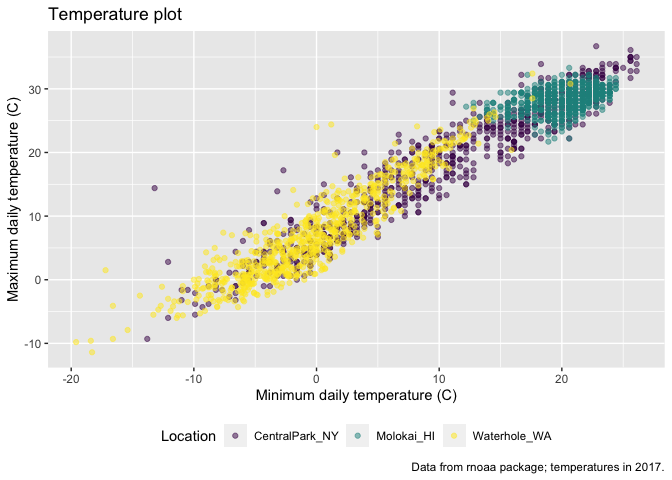 Temperature plot
Maximum daily temperature (C)
30
20
10
0
-10
-20
-10
0
10
20
Minimum daily temperature (C)
Location CentralPark_NY Molokai_HI Waterhole_WA
Data from rnoaa package; temperatures in 2017.